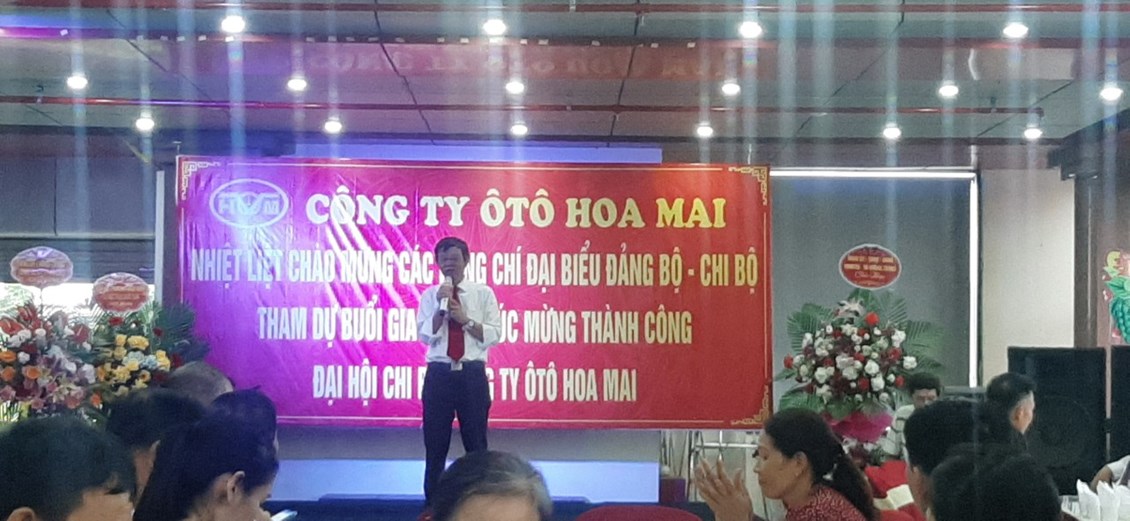 CÔNG TY ÔTÔ HOA MAI
NHIỆT LIỆT CHÀO MỪNG CÁC ĐẠI BIỂU ĐẢNG BỘ - CHI BỘ
THAM DỰ BUỔI MỪNG THÀNH CÔNG
ĐẠI HỘI CHI TY ÔTÔ HOA MAI